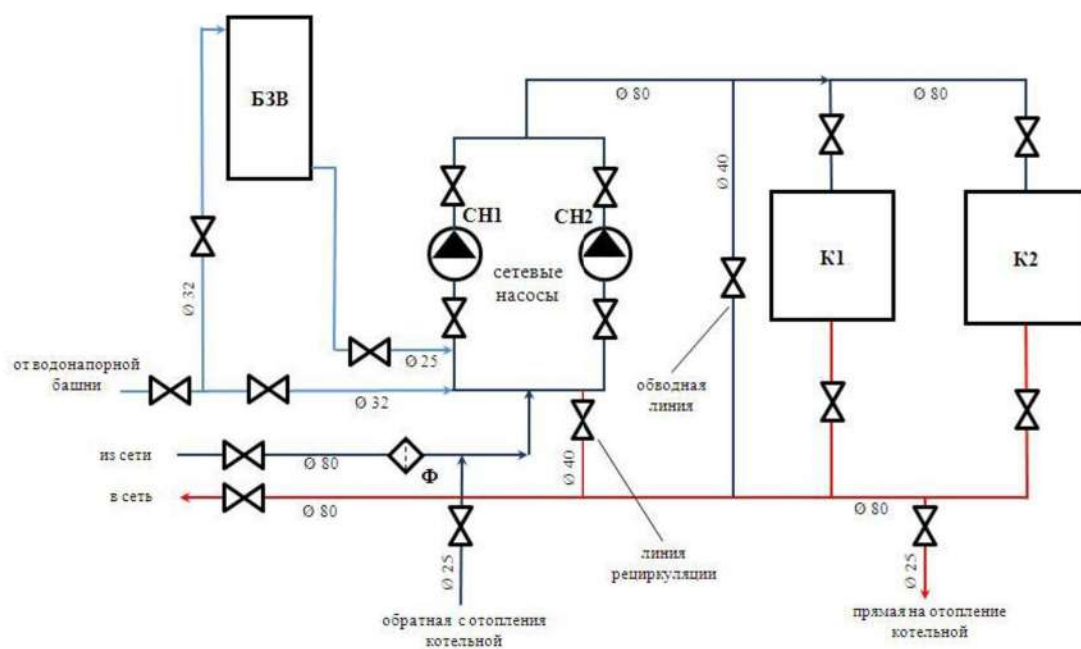 БЗВ
Ø 80
Ø 80
Ø 40
СН1
СН2
К1
К2
сетевые
насосы
Ø 32
Ø 25
от водонапорной
башни
Ø 32
обводная
линия
из сети
Ø 80
Ф
Ø 40
в сеть
Ø 80
Ø 80
Ø 25
линия
рециркуляции
Ø 25
обратная с отопления
котельной
прямая на отопление
котельной